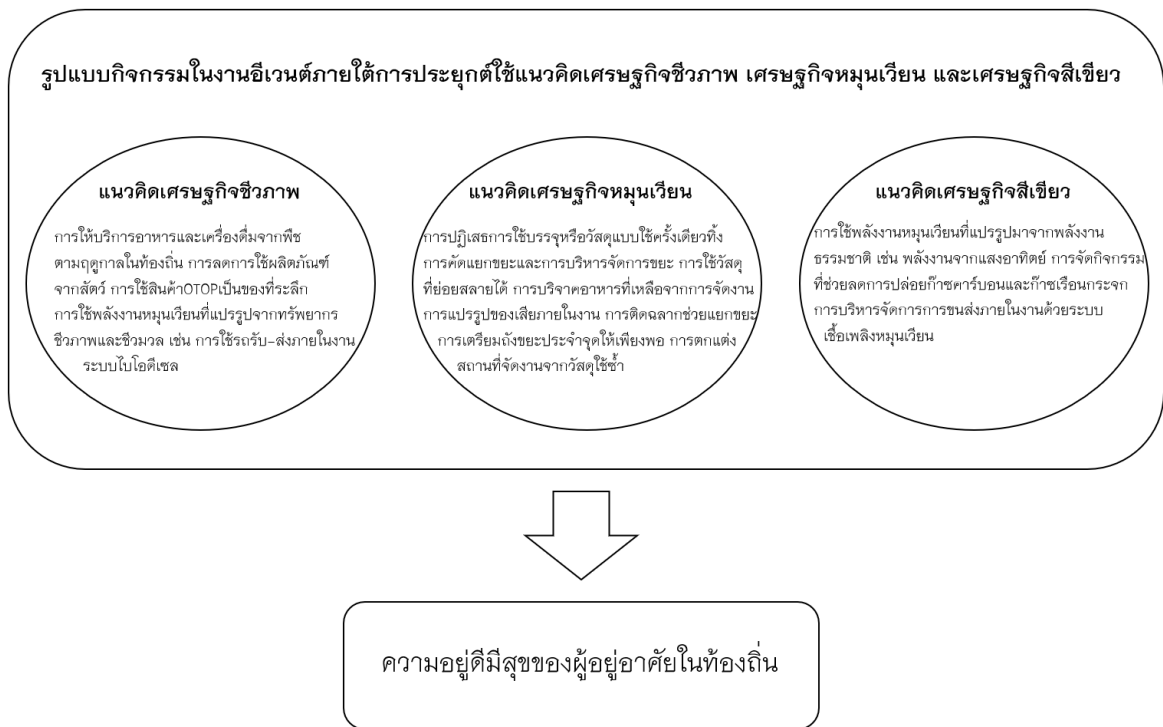 รูปแบบกิจกรรมในงานอีเวนต์ภายใต้การประยุกต์ใช้แนวคิดเศรษฐกิจชีวภาพ เศรษฐกิจหมุนเวียน และเศรษฐกิจสีเขียว
แนวคิดเศรษฐกิจชีวภาพ
การให้บริการอาหารและเครื่องดื่มจากพืช
ตามฤดูกาลในท้องถิ่น การลดการใช้ผลิตภัณฑ์
จากสัตว์ การใช้สินค้าOTOPเป็นของที่ระลึก
การใช้พลังงานหมุนเวียนที่แปรรูปจากทรัพยากร
ชีวภาพและชีวมวล เช่น การใช้รถรับ-ส่งภายในงาน
ระบบไบโอดีเซล
แนวคิดเศรษฐกิจหมุนเวียน
การปฏิเสธการใช้บรรจุหรือวัสดุแบบใช้ครั้งเดียวทิ้ง
การคัดแยกขยะและการบริหารจัดการขยะ การใช้วัสดุ
ที่ย่อยสลายได้ การบริจาคอาหารที่เหลือจากการจัดงาน
การแปรรูปของเสียภายในงาน การติดฉลากช่วยแยกขยะ
การเตรียมถังขยะประจำจุดให้เพียงพอ การตกแต่ง
สถานที่จัดงานจากวัสดุใช้ซ้ำ
แนวคิดเศรษฐกิจสีเขียว
การใช้พลังงานหมุนเวียนที่แปรรูปมาจากพลังงาน
ธรรมชาติ เช่น พลังงานจากแสงอาทิตย์ การจัดกิจกรรม
ที่ช่วยลดการปล่อยก๊าซคาร์บอนและก๊าซเรือนกระจก
การบริหารจัดการการขนส่งภายในงานด้วยระบบ
เชื้อเพลิงหมุนเวียน
ความอยู่ดีมีสุขของผู้อยู่อาศัยในท้องถิ่น